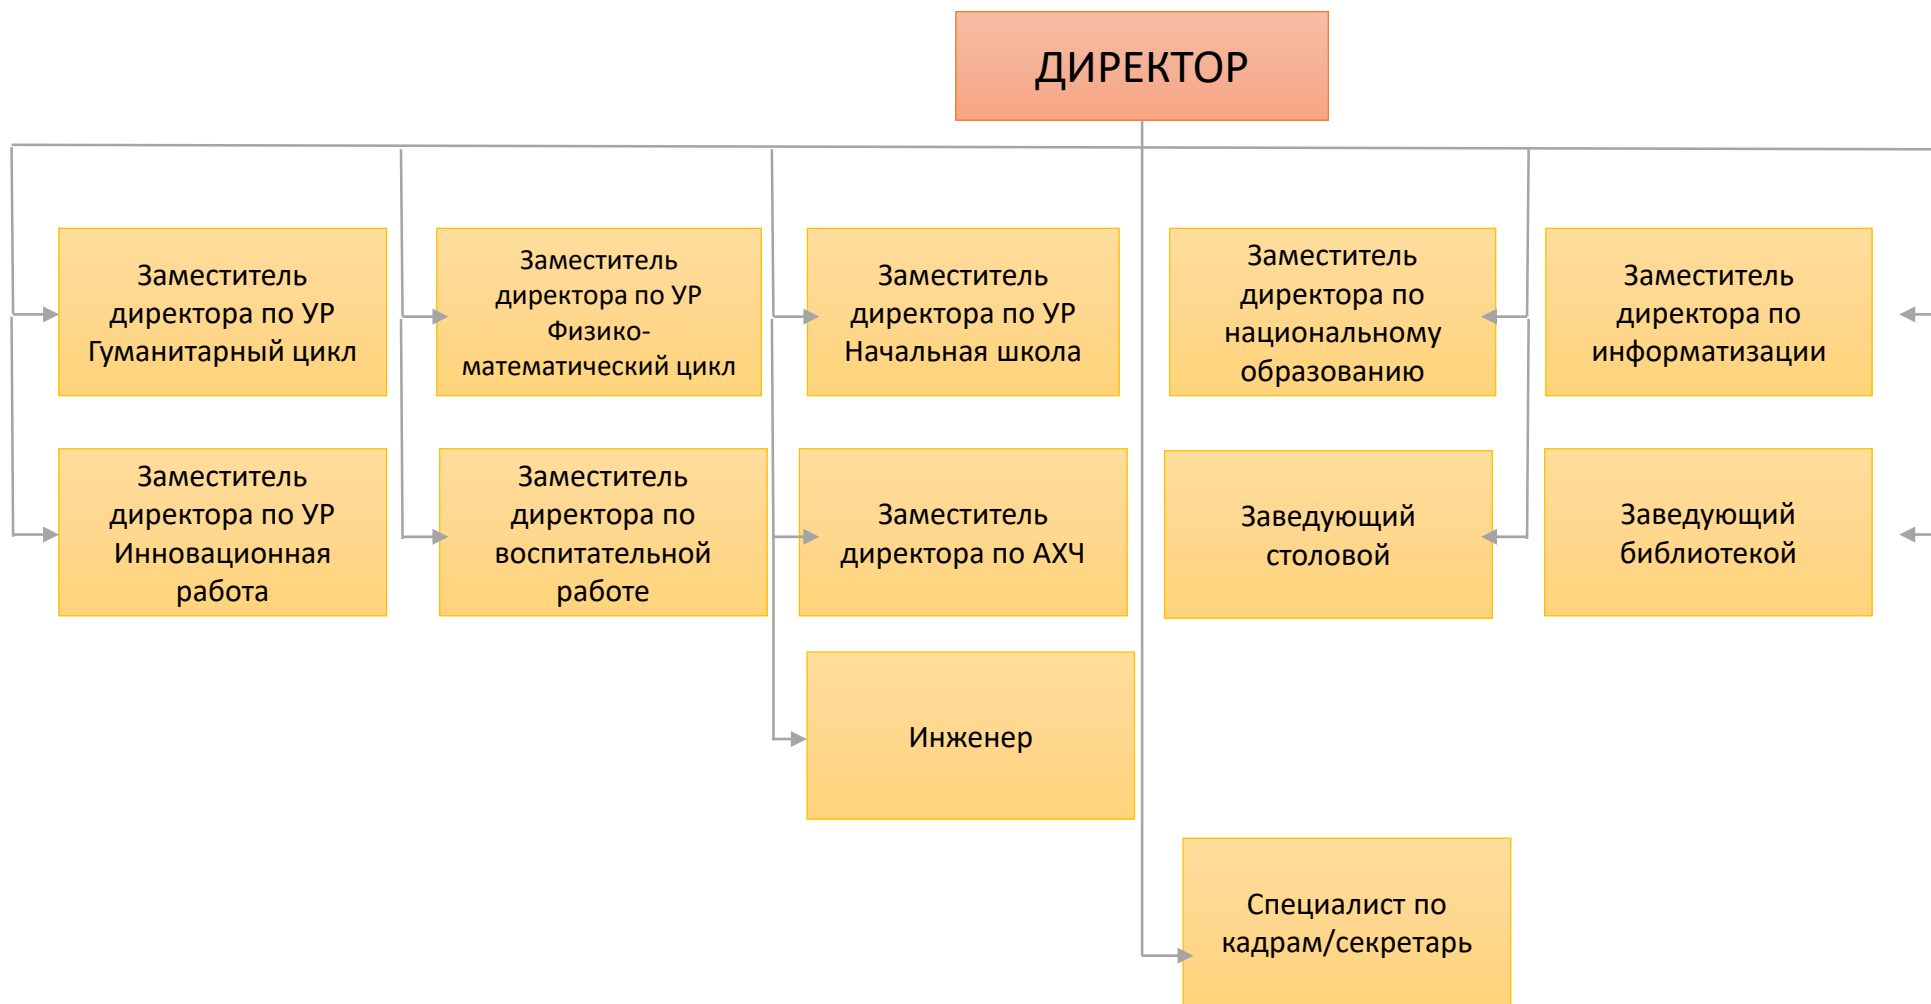 ДИРЕКТОР
Заместитель
директора по УР
Гуманитарный цикл
Заместитель
директора по УР
Физико-
математический цикл
Заместитель
директора по УР
Начальная школа
Заместитель
директора по
национальному
образованию
Заместитель
директора по
информатизации
Заместитель
директора по УР
Инновационная
работа
Заместитель
директора по
воспитательной
работе
Заместитель
директора по АХЧ
Заведующий
столовой
Заведующий
библиотекой
Инженер
Специалист по
кадрам/секретарь